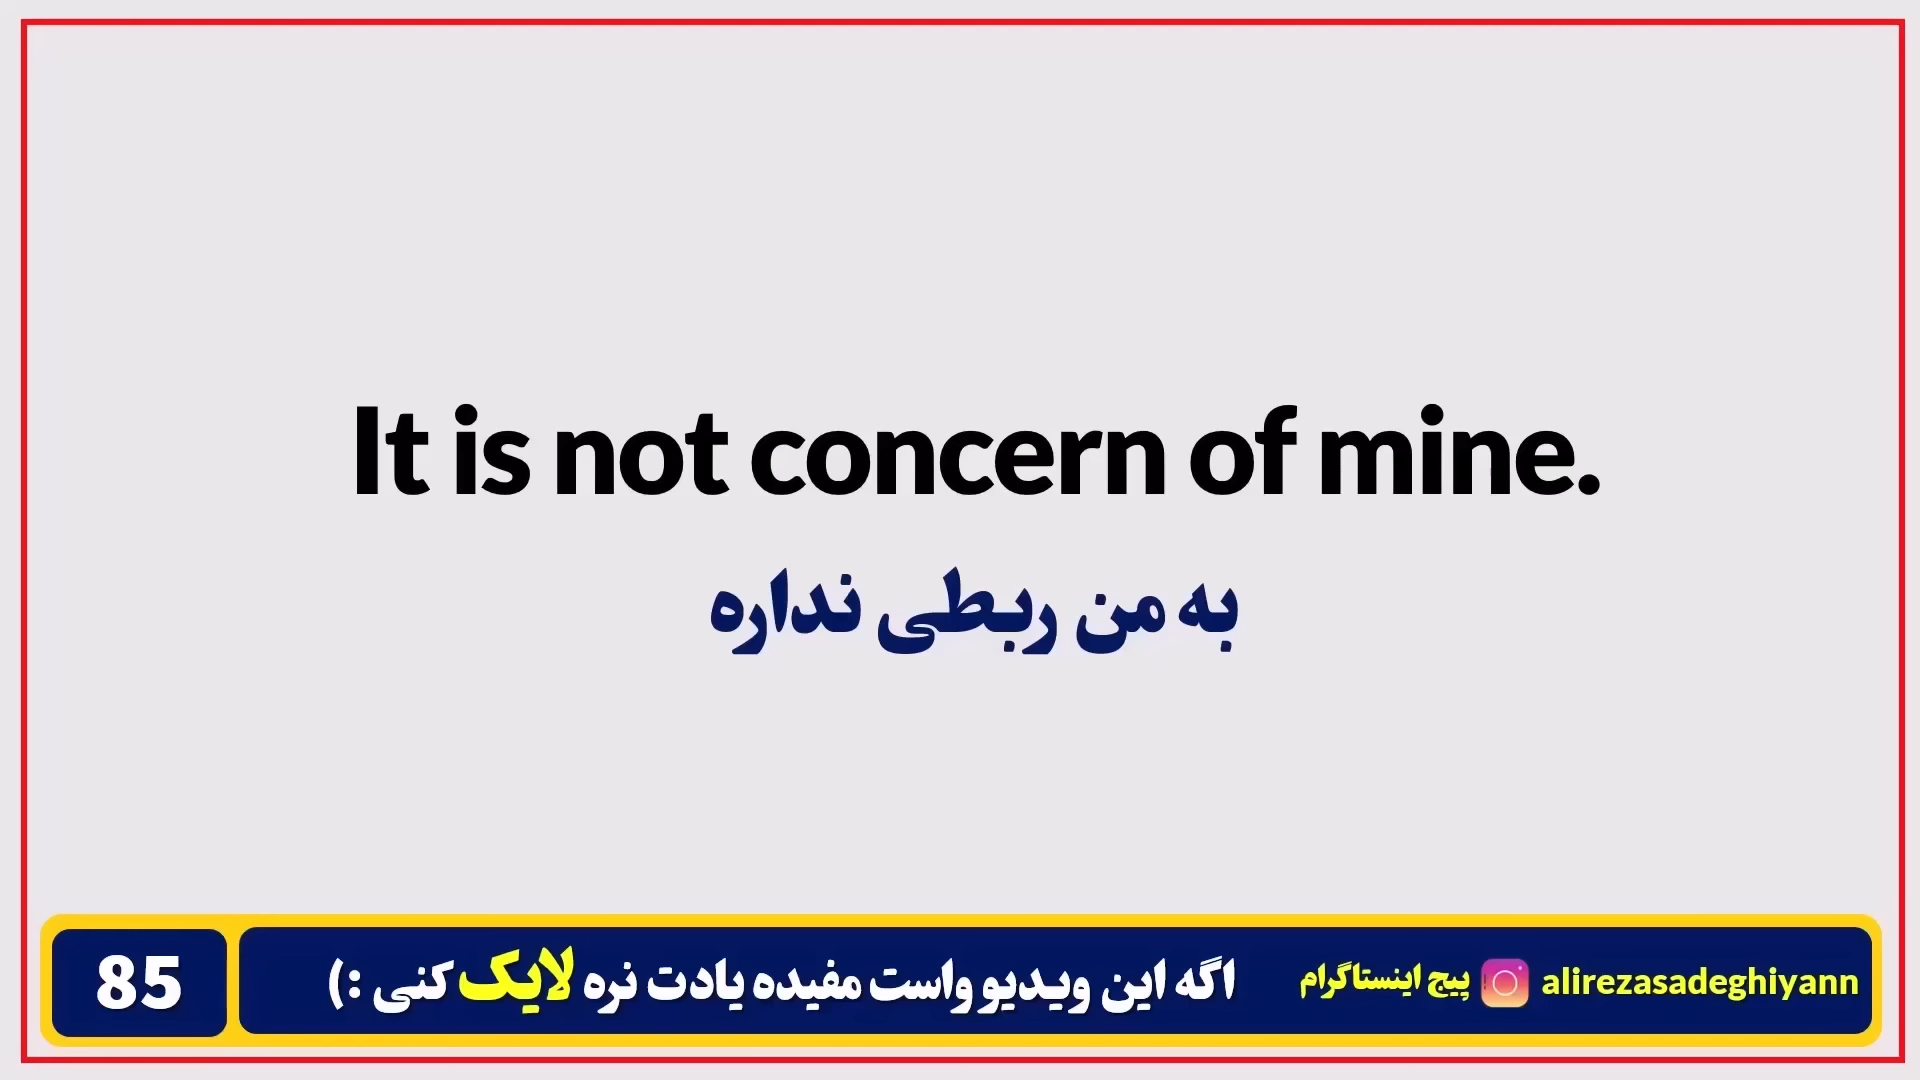 It is not concern of mine.
به من ربطی نداره
85
اگه این ویدیو واست مفیده یادت نره لایک کنی :)
پیج اینستاگرام
alirezasadeghiyann